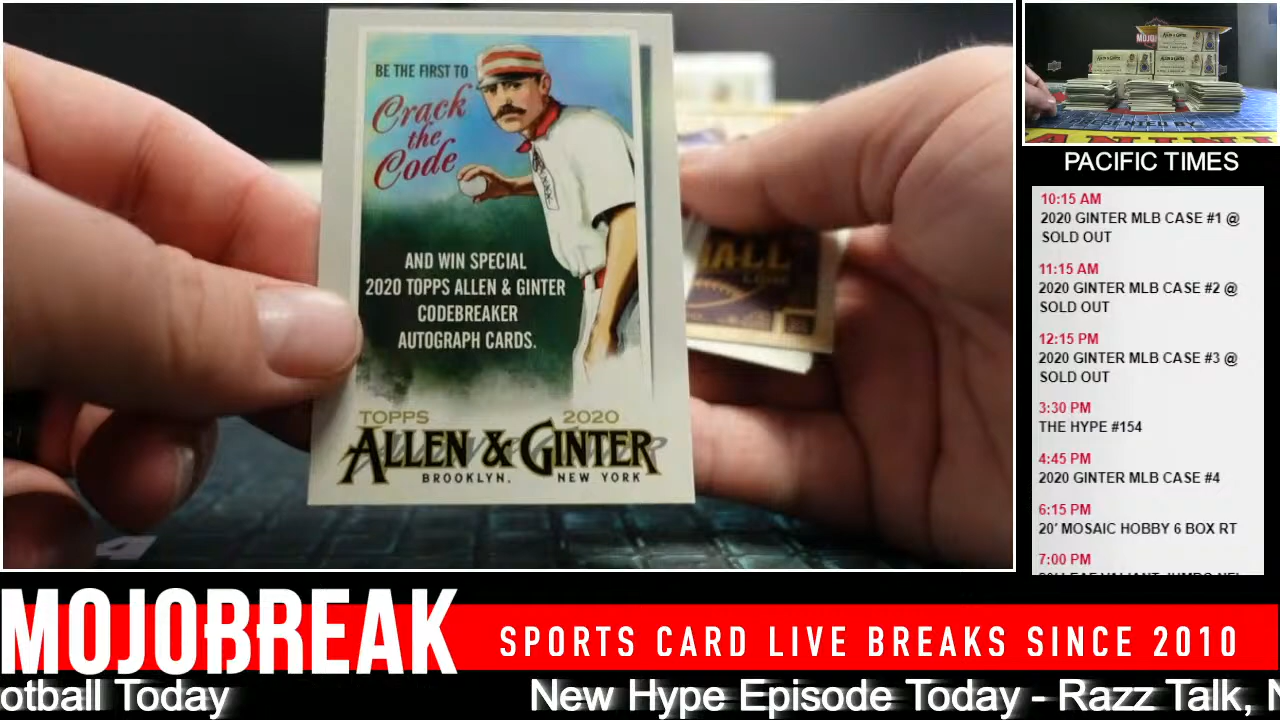 BE THE FIRST TO
Crack
the
Code
AND WIN SPECIAL
2020 TOPPS ALLEN & GINTER
CODEBREAKER
AUTOGRAPH CARDS.
TOPPS 2020
ALLEN & GINTER
BROOKLYN, NEW YORK
PACIFIC TIMES
10:15 AM
2020 GINTER MLB CASE #1 @
SOLD OUT
11:15 AM
2020 GINTER MLB CASE #2 @
SOLD OUT
12:15 PM
2020 GINTER MLB CASE #3 @
SOLD OUT
3:30 PM
THE HYPE #154
4:45 PM
2020 GINTER MLB CASE #4
6:15 PM
20' MOSAIC HOBBY 6 BOX RT
7:00 PM
MOJOBREAK
SPORTS CARD LIVE BREAKS SINCE 2010
otball Today New Hype Episode Today - Razz Talk, N